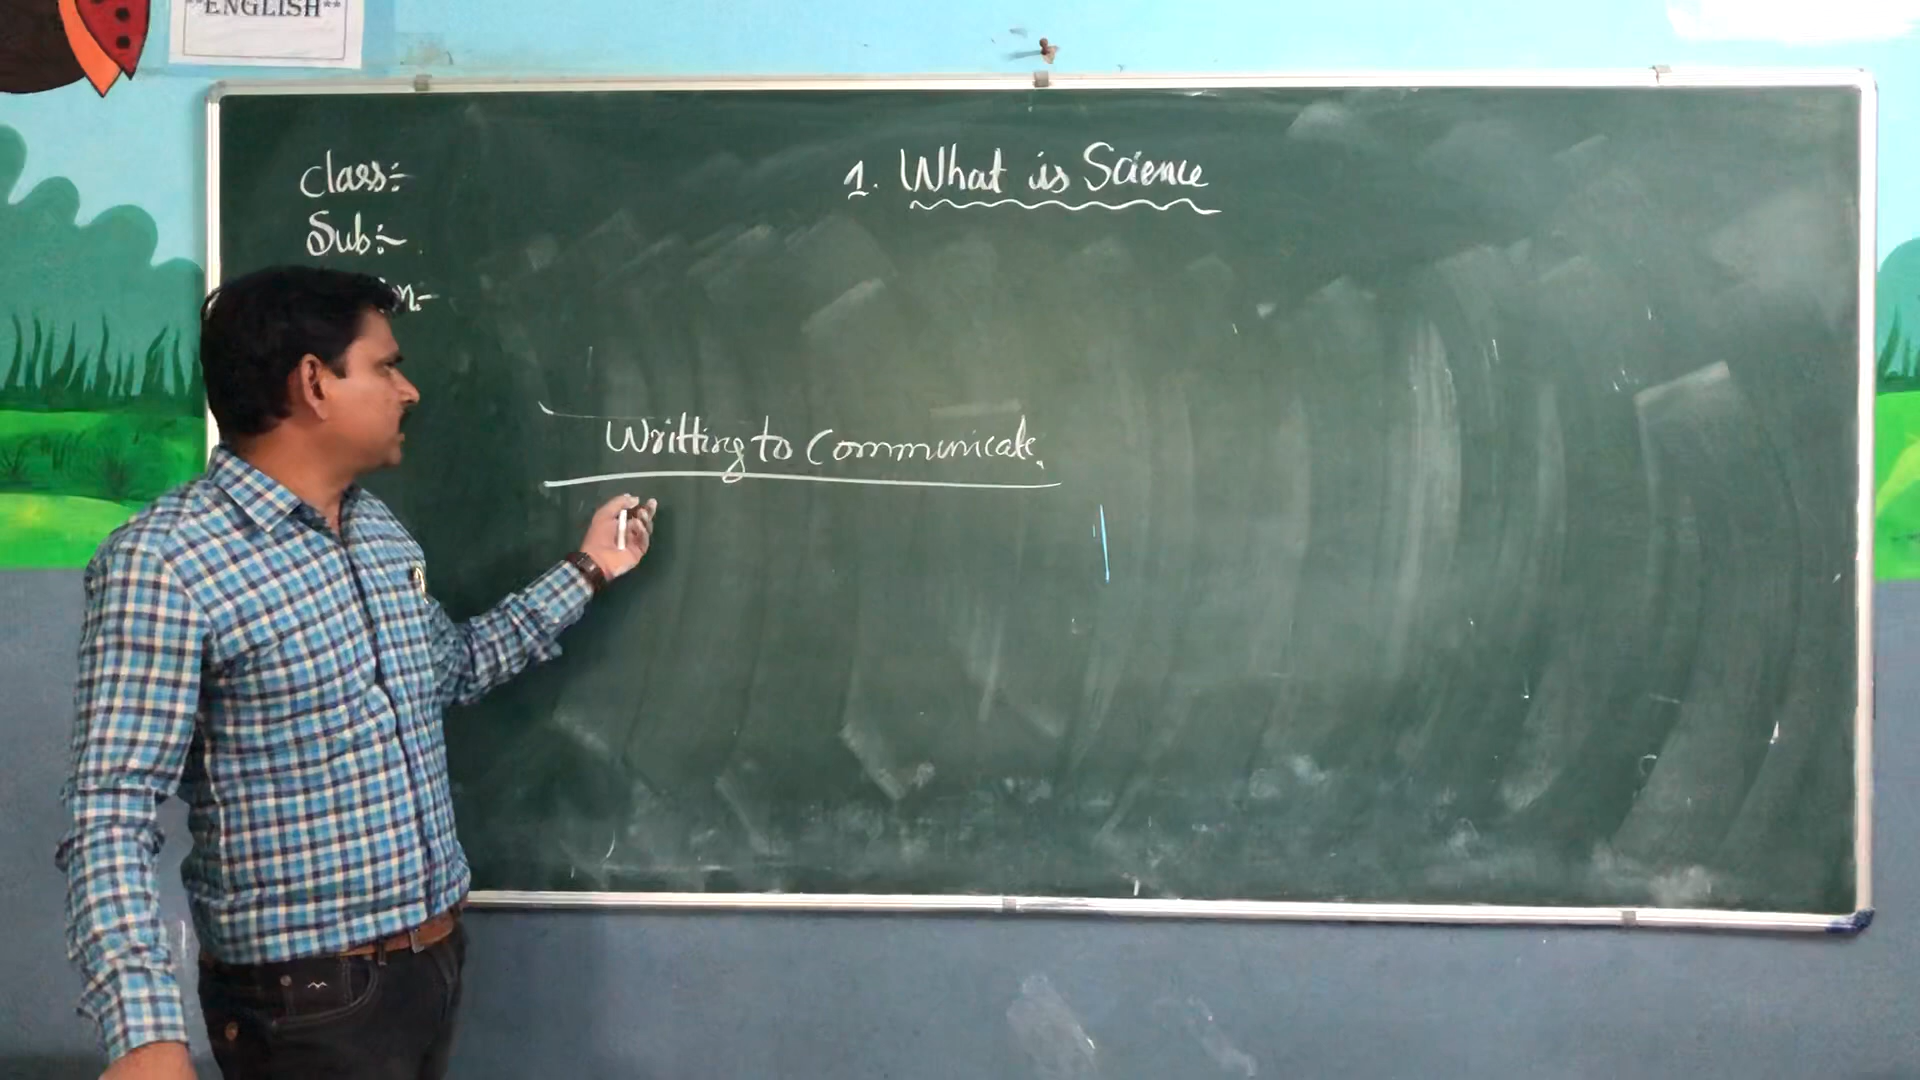 **ENGLISH**
Class:-
1. What is Science
Sub:-
Writting to Communicate.